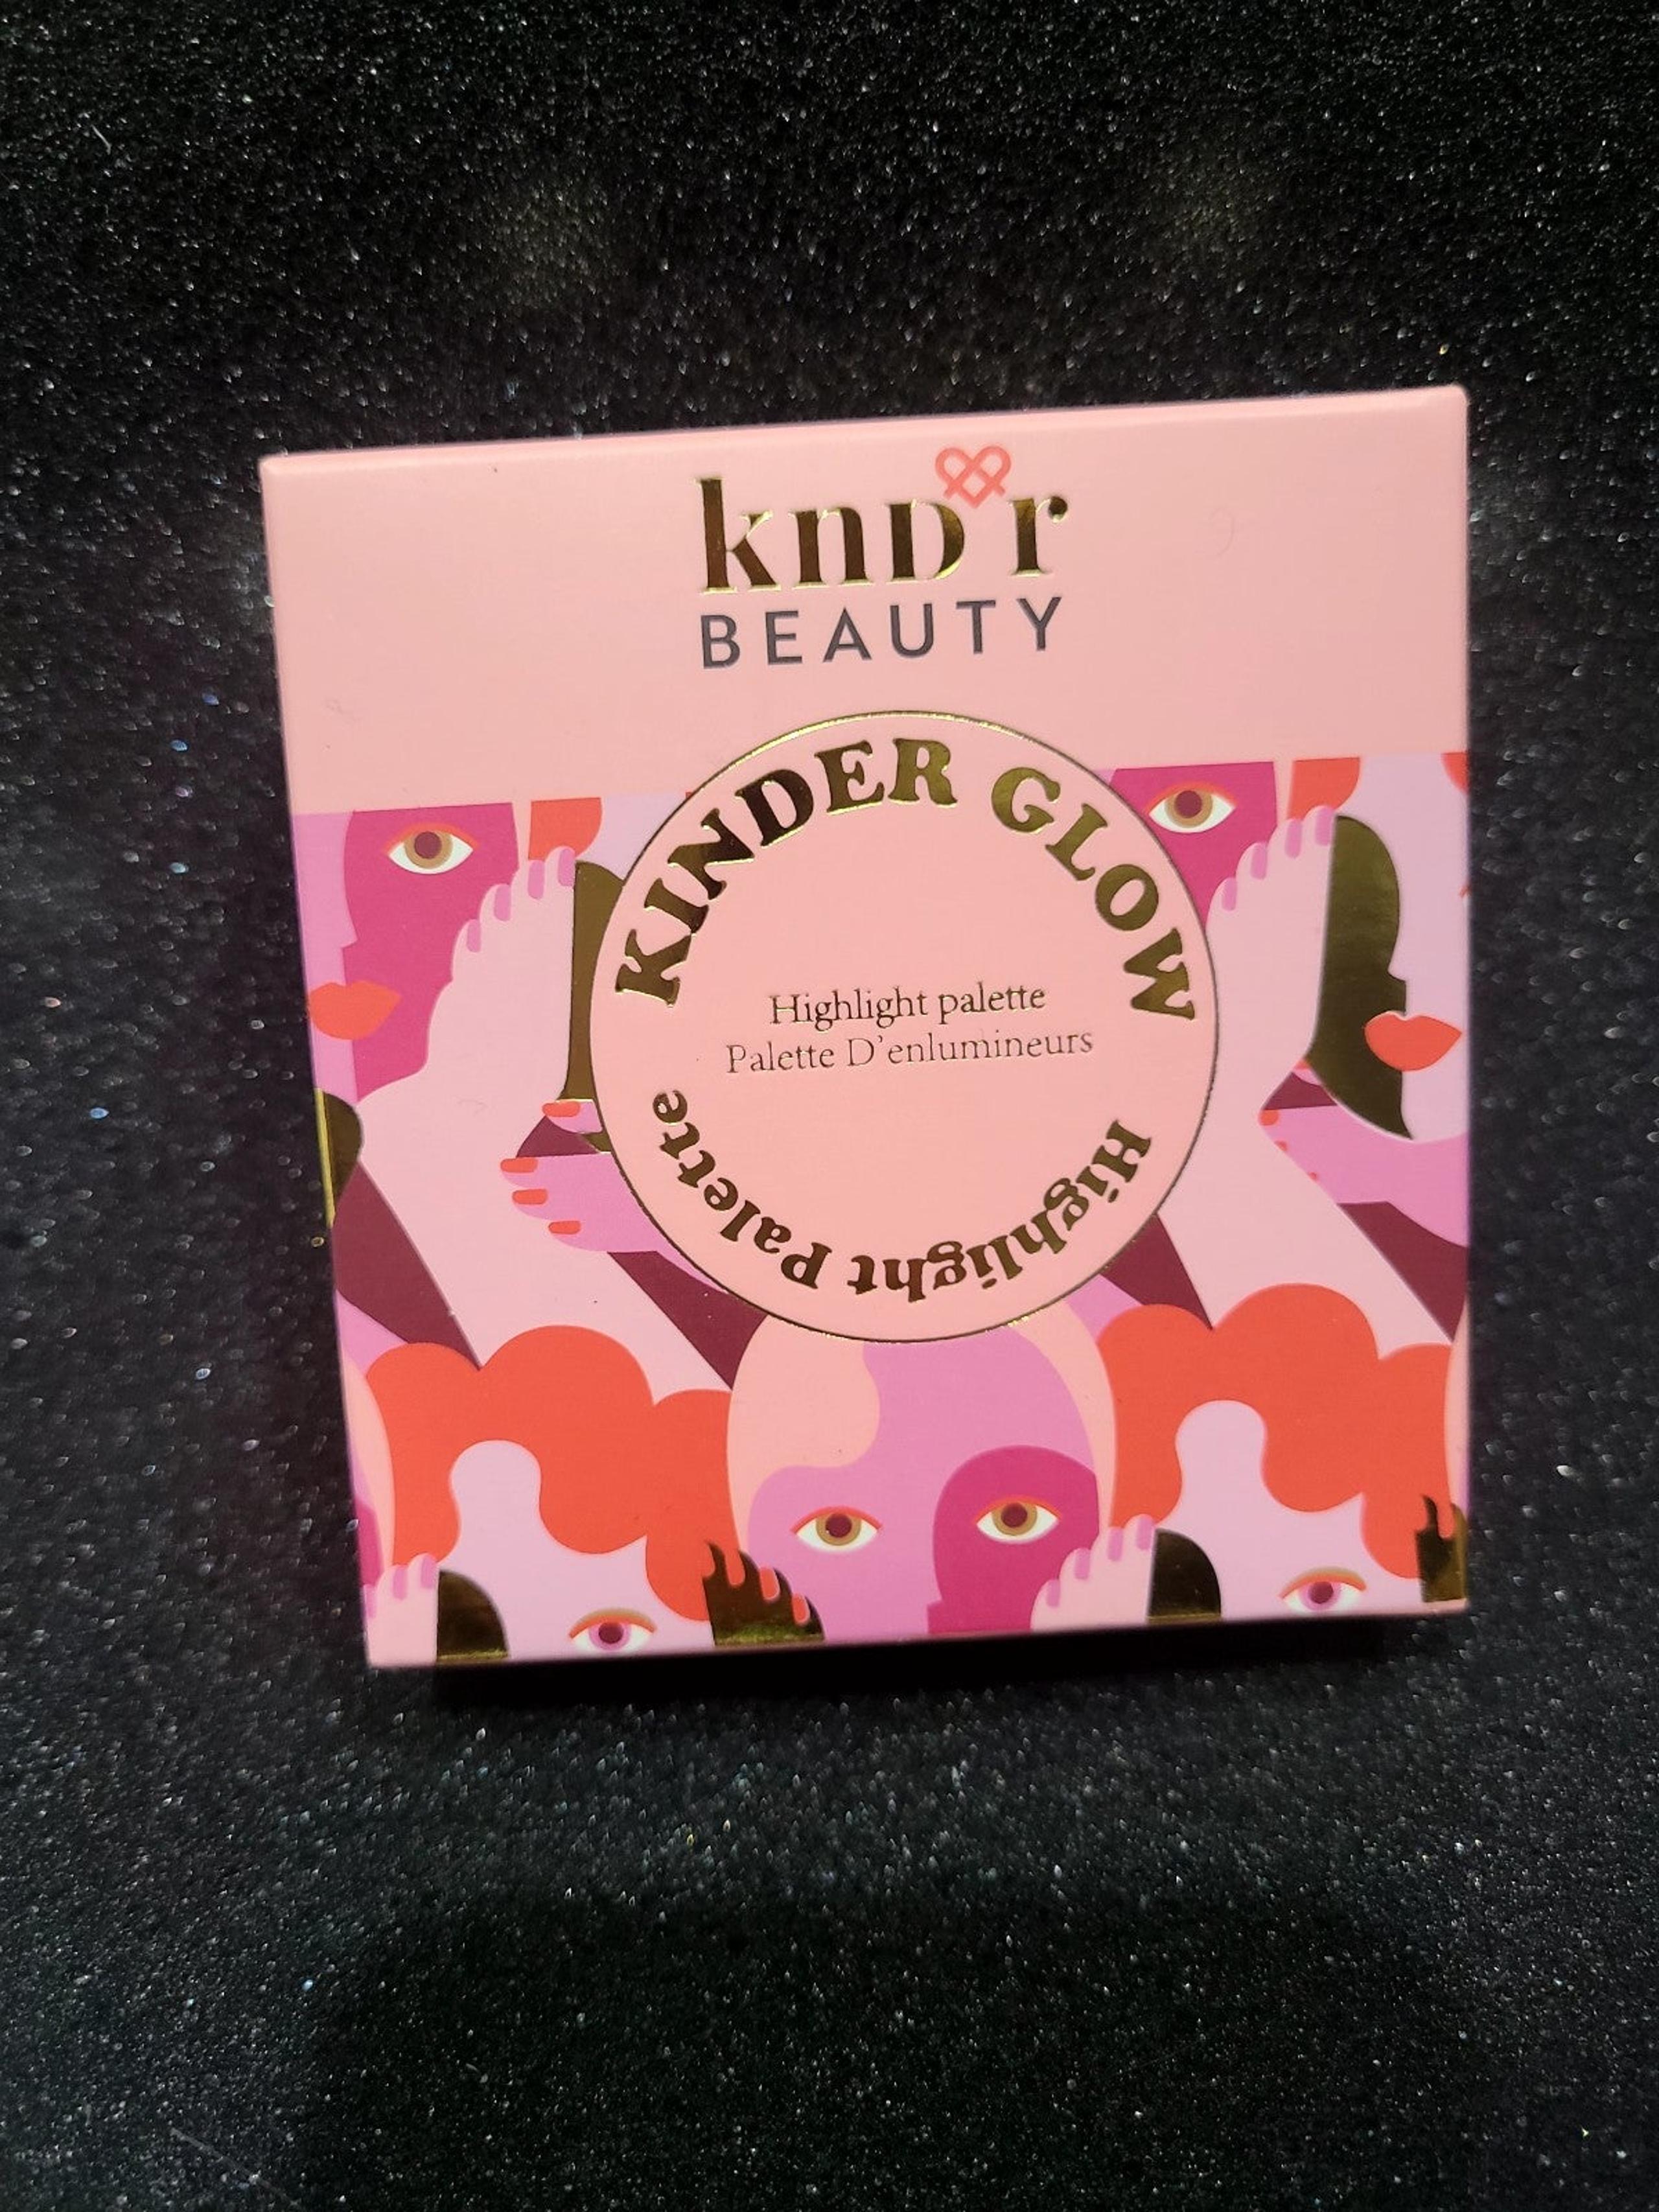 knD'r
BEAUTY
KINDER GLOW
Highlight palette
Palette D'enlumineurs
Highlight Palette